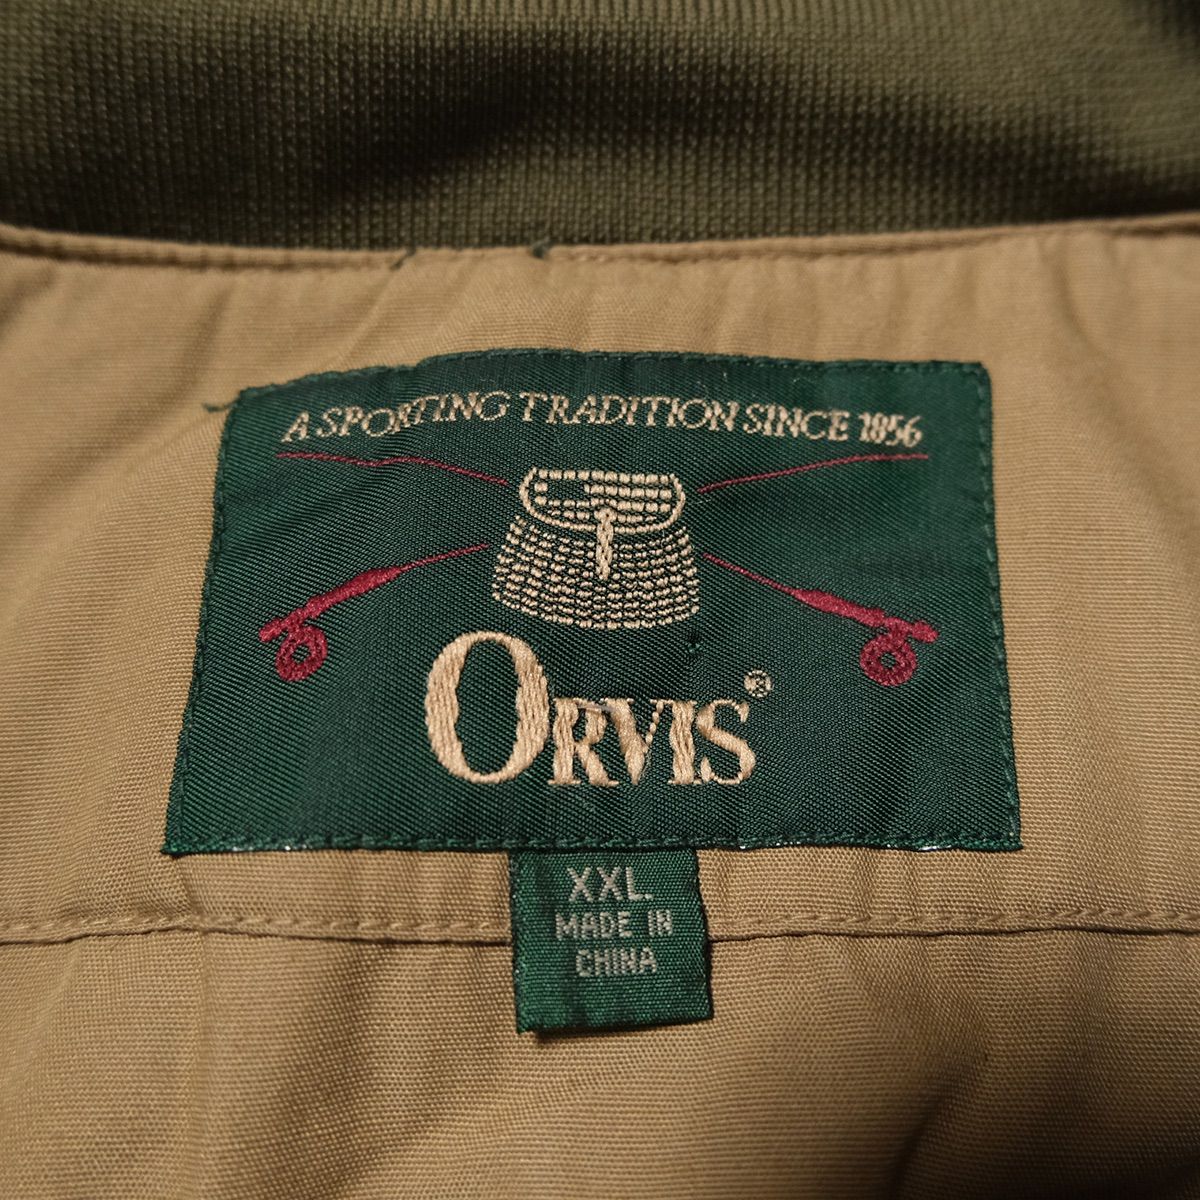 A SPORTING TRADITION SINCE 1856
ORVIS®
XXL
MADE IN
CHINA